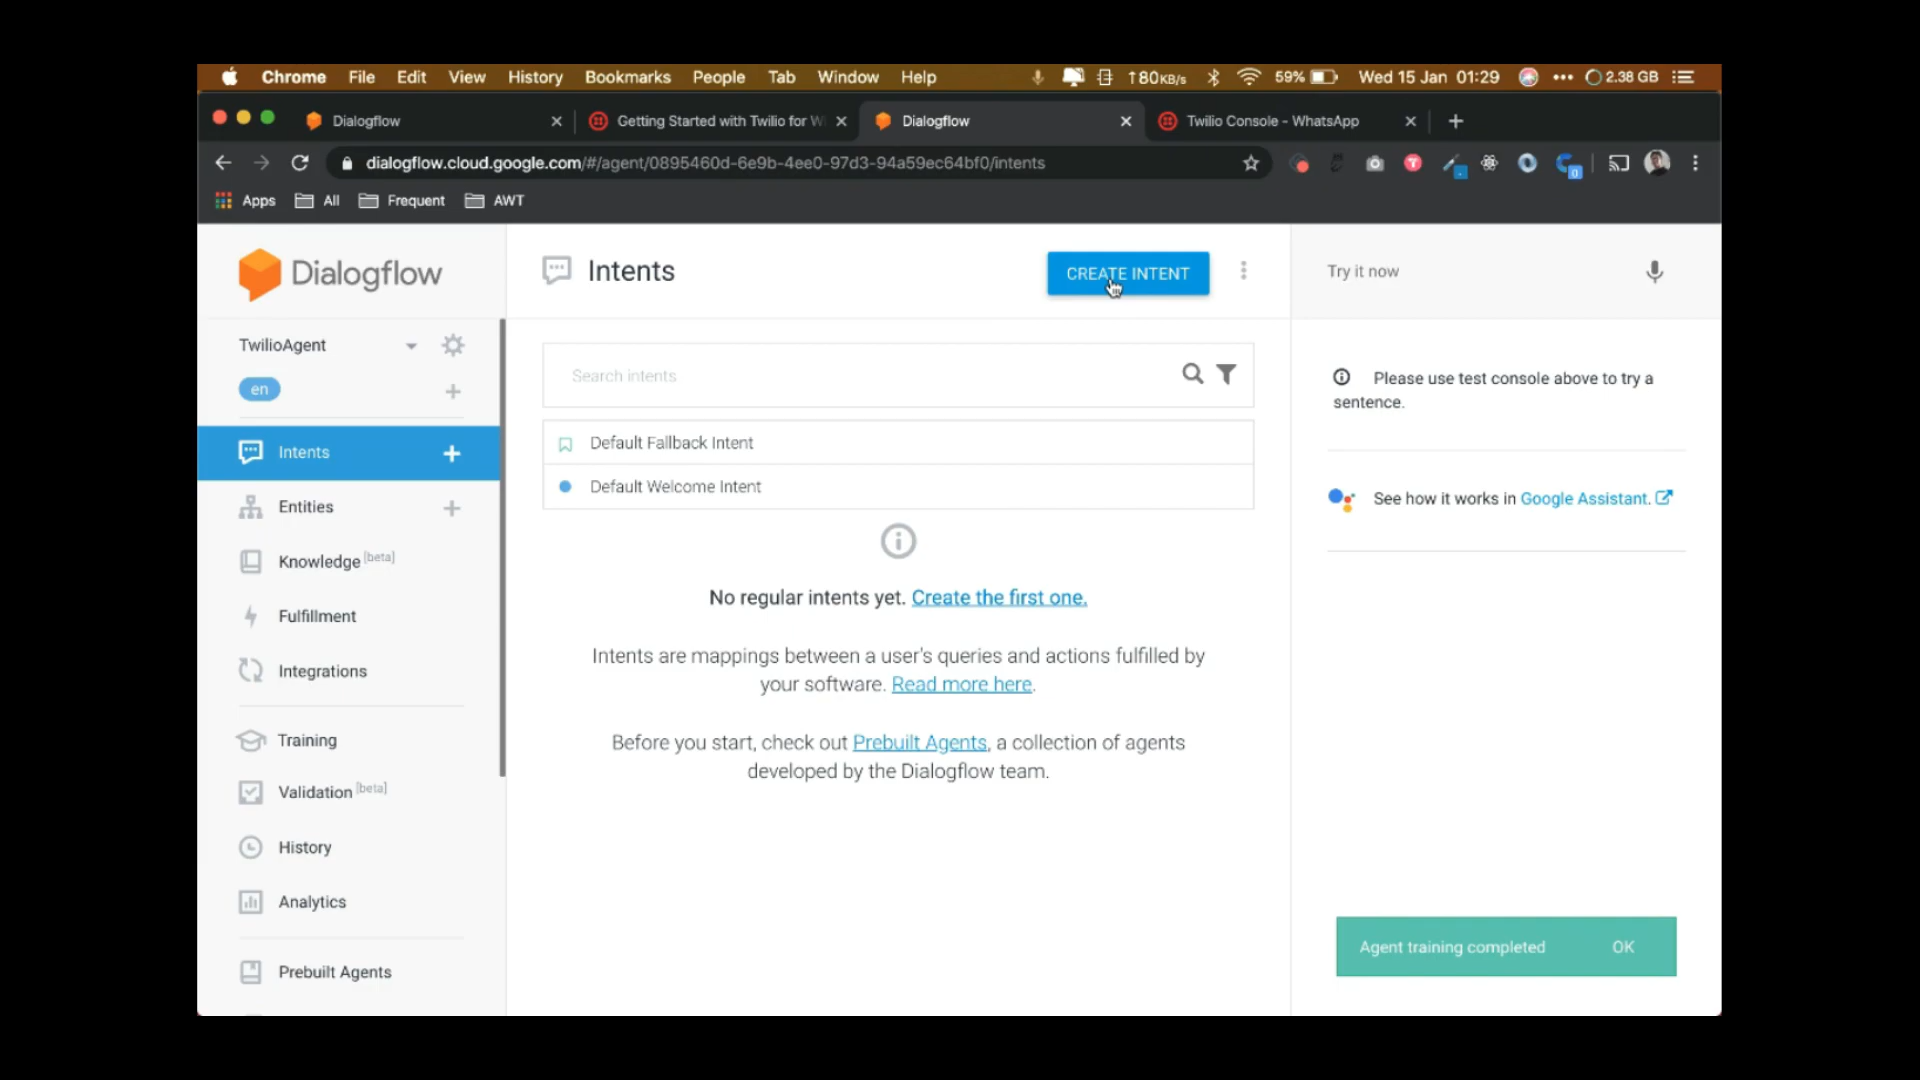 Chrome File Edit View History Bookmarks People Tab Window Help ↑80KB/s 59% Wed 15 Jan 01:29 ••• 2.38 GB
Dialogflow Getting Started with Twilio for W Dialogflow Twilio Console - WhatsApp
dialogflow.cloud.google.com/#/agent/0895460d-6e9b-4ee0-97d3-94a59ec64bf0/intents
Apps All Frequent AWT
Dialogflow
Intents
CREATE INTENT
Try it now
TwilioAgent
en
Intents
Entities
Knowledge [beta]
Fulfillment
Integrations
Training
Validation [beta]
History
Analytics
Prebuilt Agents
Search intents
Default Fallback Intent
Default Welcome Intent
No regular intents yet. Create the first one.
Intents are mappings between a user's queries and actions fulfilled by
your software. Read more here.
Before you start, check out Prebuilt Agents, a collection of agents
developed by the Dialogflow team.
Please use test console above to try a
sentence.
See how it works in Google Assistant.
Agent training completed OK